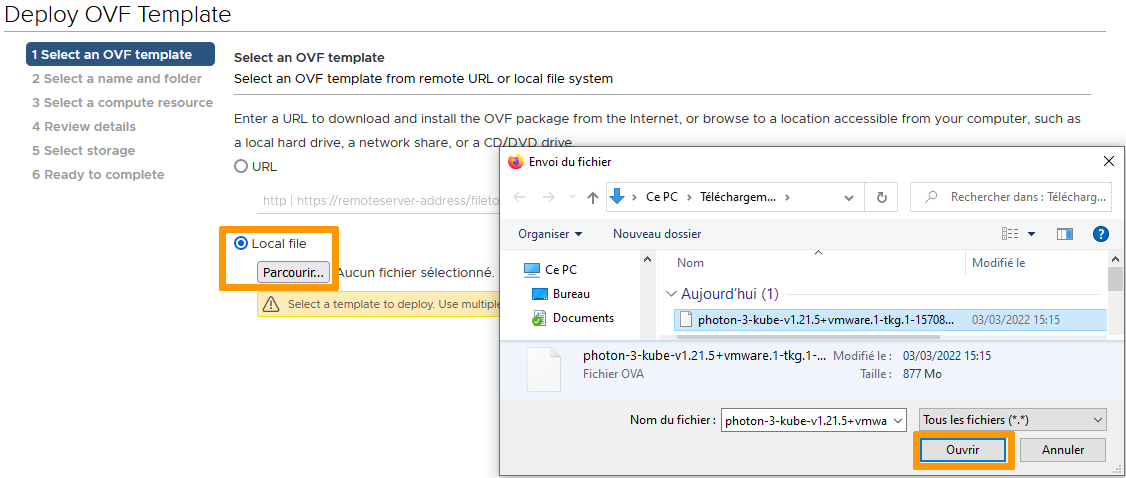 Deploy OVF Template
1 Select an OVF template
2 Select a name and folder
3 Select a compute resource
4 Review details
5 Select storage
6 Ready to complete
Select an OVF template
Select an OVF template from remote URL or local file system
Enter a URL to download and install the OVF package from the Internet, or browse to a location accessible from your computer, such as
a local hard drive, a network share, or a CD/DVD drive.
URL
http | https://remoteserver-address/fileto
Local file
Parcourir... Aucun fichier sélectionné.
Select a template to deploy. Use multiple
Envoi du fichier
Ce PC
Téléchargem...
Rechercher dans : Télécharg...
Organiser
Nouveau dossier
Ce PC
Bureau
Documents
Nom
Modifié le
Aujourd'hui (1)
photon-3-kube-v1.21.5+vmware.1-tkg.1-15708... 03/03/2022 15:15
photon-3-kube-v1.21.5+vmware.1-tkg.1-... Modifié le : 03/03/2022 15:15
Fichier OVA Taille : 877 Mo
Nom du fichier : photon-3-kube-v1.21.5+vmwa Tous les fichiers (*.*)
Ouvrir Annuler